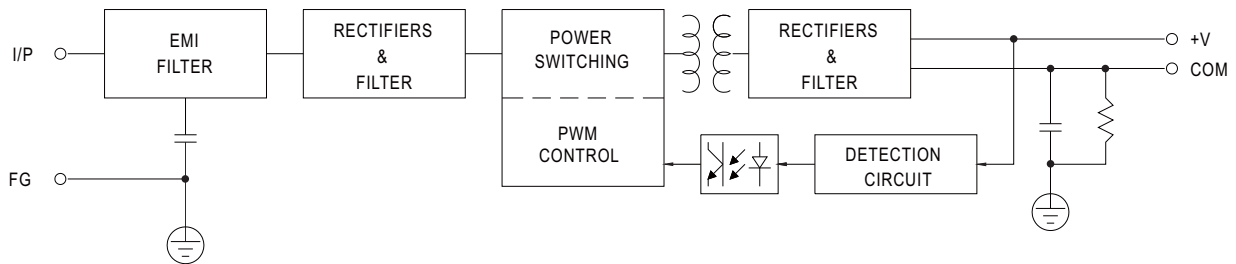 I/P
EMI
FILTER
RECTIFIERS
&
FILTER
POWER
SWITCHING
PWM
CONTROL
RECTIFIERS
&
FILTER
+V
COM
DETECTION
CIRCUIT
FG